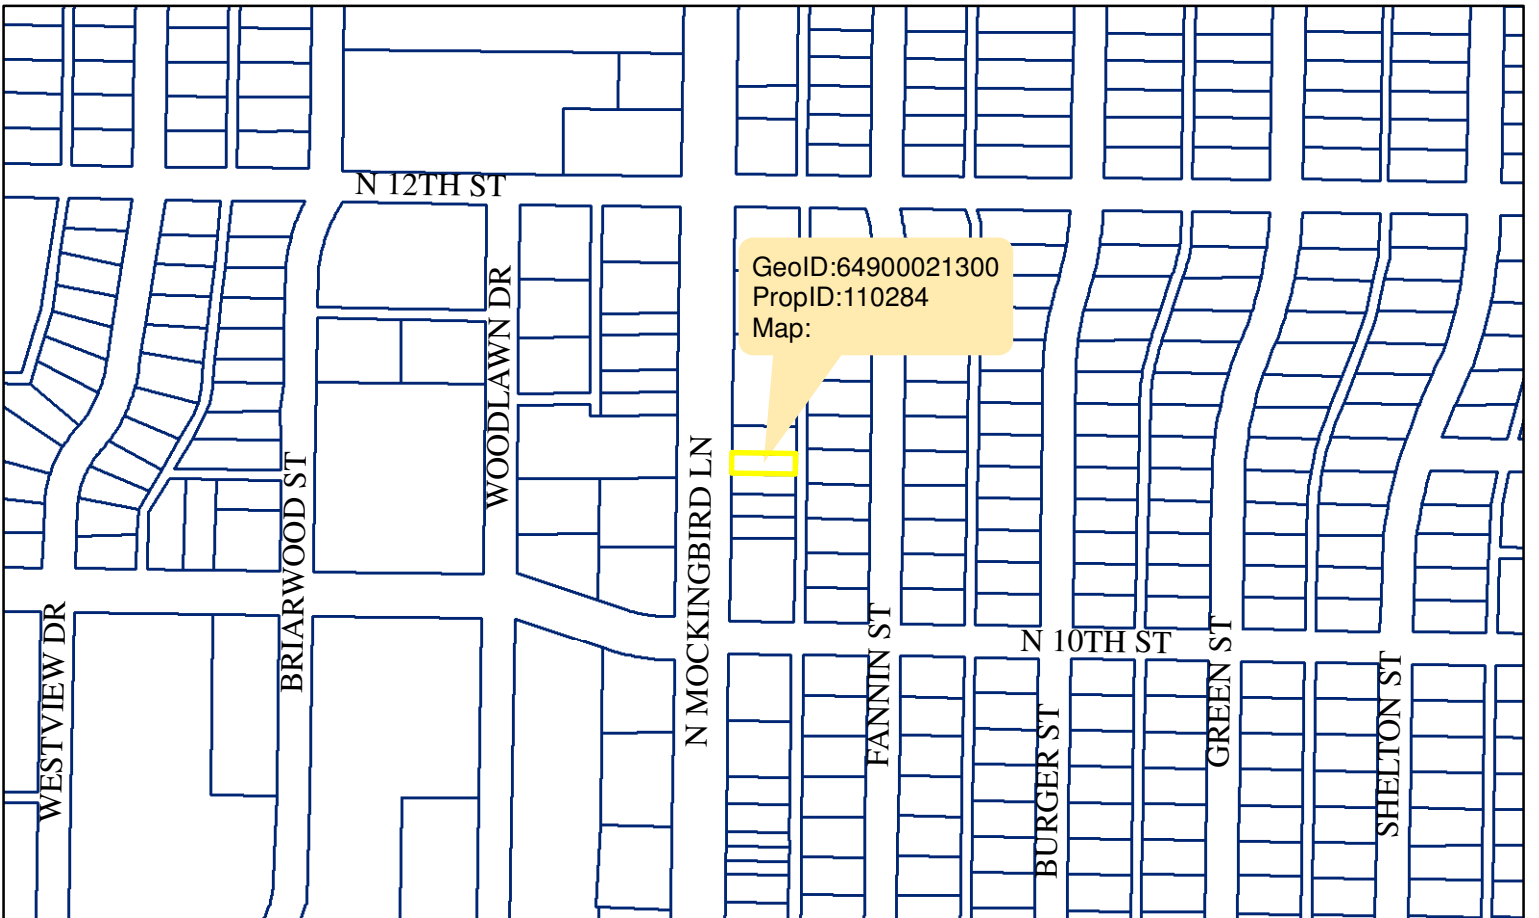 N 12TH ST
GeoID:64900021300
PropID:110284
Map:
WOODLAWN DR
N MOCKINGBIRD LN
BRIARWOOD ST
WESTVIEW DR
FANNIN ST
N 10TH ST
GREEN ST
SHELTON ST
BURGER ST